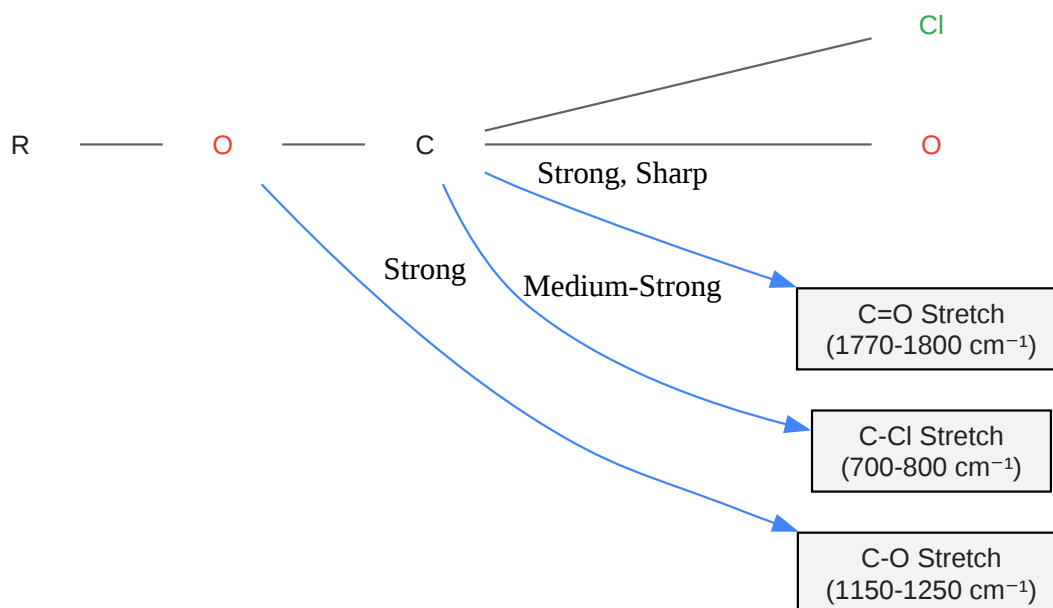 Cl
R
O
C
O
Strong, Sharp
Strong
Medium-Strong
C=O Stretch
(1770-1800 cm⁻¹)
C-Cl Stretch
(700-800 cm⁻¹)
C-O Stretch
(1150-1250 cm⁻¹)